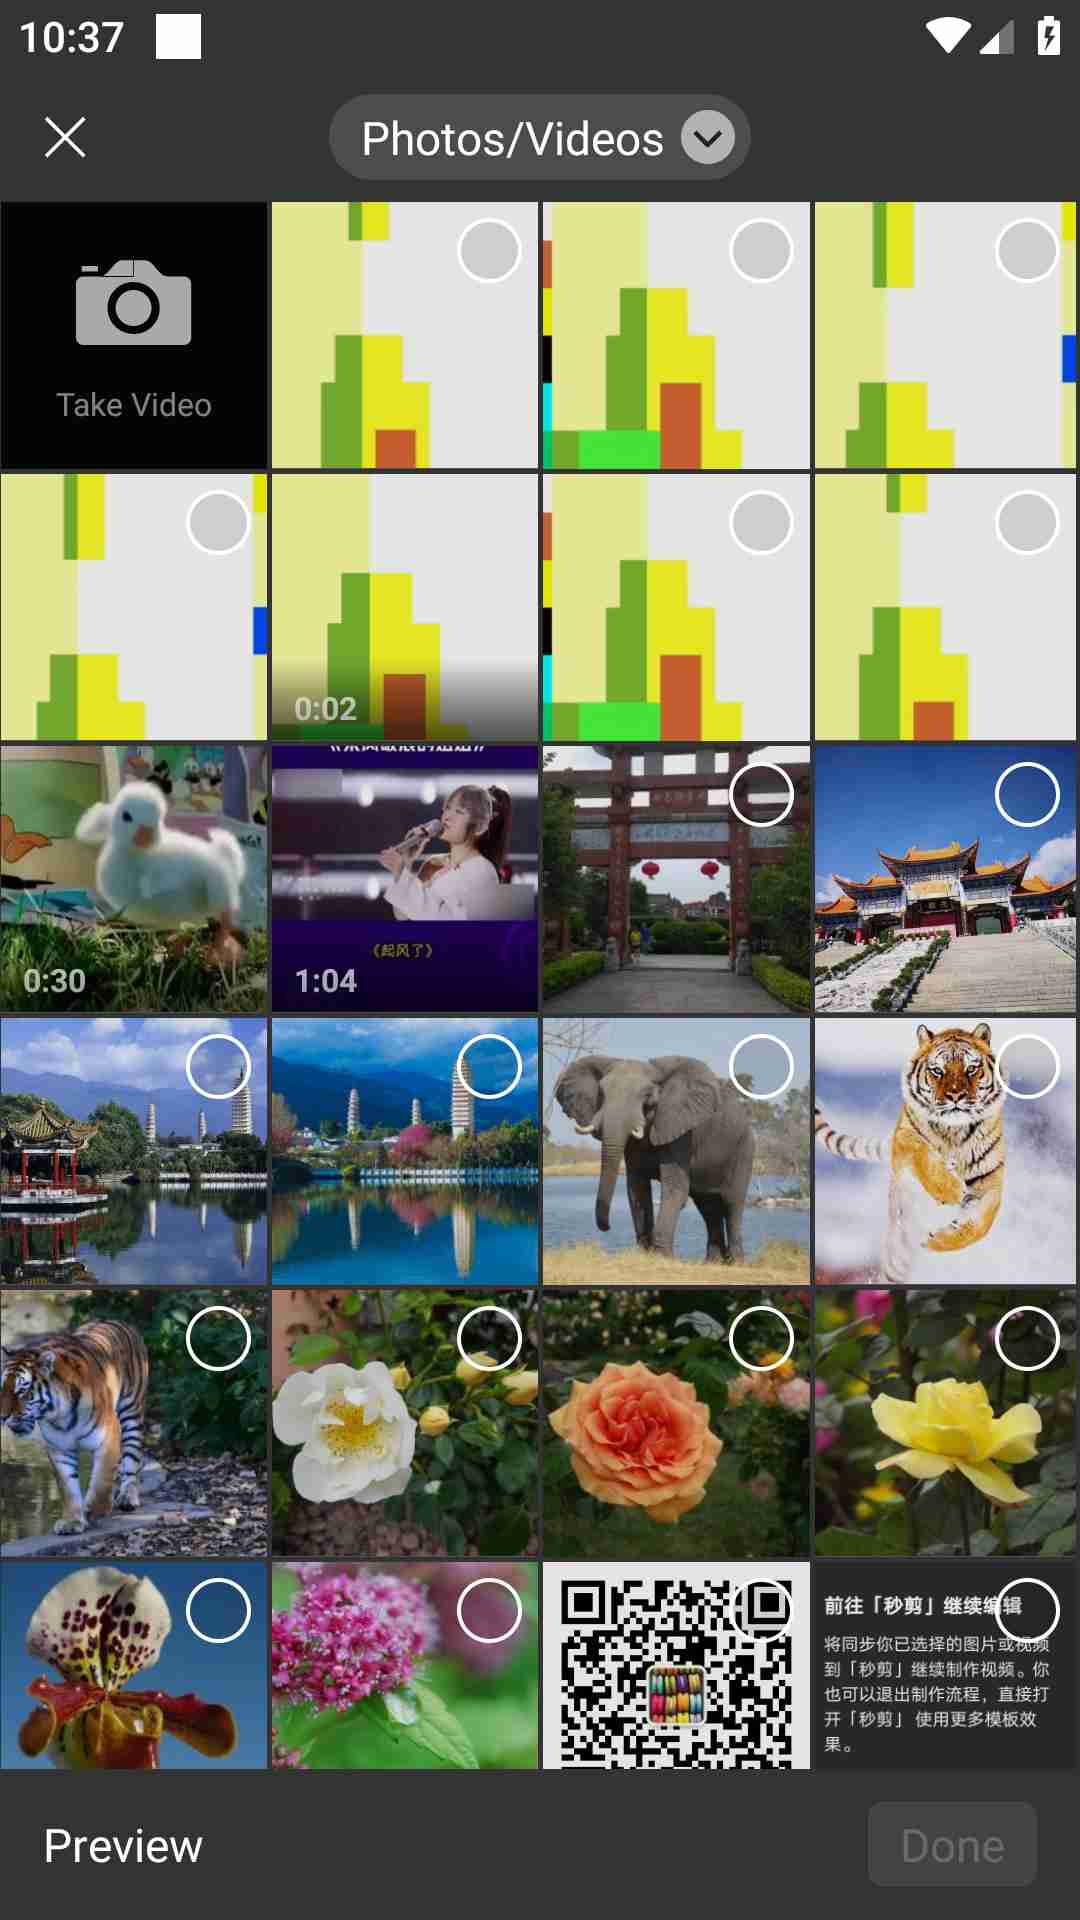 10:37
Photos/Videos
Take Video
0:02
0:30
1:04
《起风了》
前往「秒剪」继续编辑
将同步你已选择的图片或视频
到「秒剪」继续制作视频。你
也可以退出制作流程，直接打
开「秒剪」使用更多模板效
果。
Preview
Done